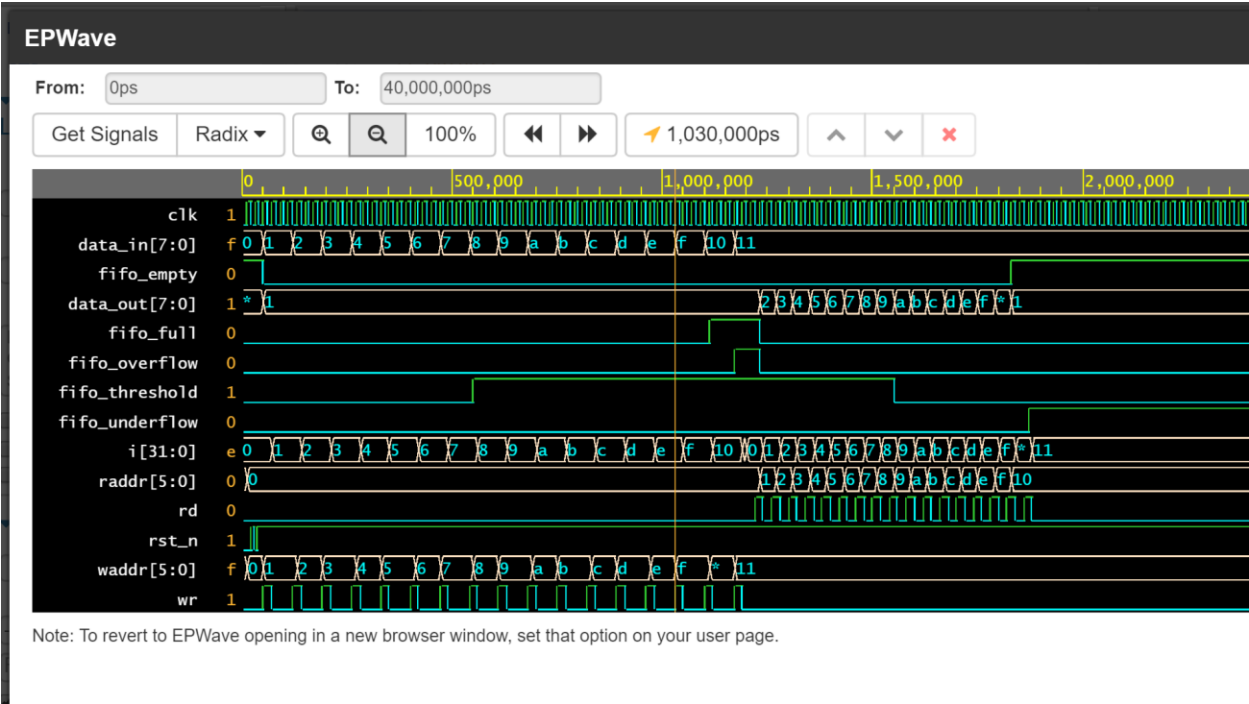 EPWave
From: 0ps To: 40,000,000ps
Get Signals Radix 100% 1,030,000ps
0 500,000 1,000,000 1,500,000 2,000,000
clk 1
data_in[7:0] f 0 1 2 3 4 5 6 7 8 9 a b c d e f 10 11
fifo_empty 0
data_out[7:0] 1 * 1 2 3 4 5 6 7 8 9 a b c d e f * 1
fifo_full 0
fifo_overflow 0
fifo_threshold 1
fifo_underflow 0
i[31:0] e 0 1 2 3 4 5 6 7 8 9 a b c d e f 10 0 1 2 3 4 5 6 7 8 9 a b c d e f * 11
raddr[5:0] 0 0 1 2 3 4 5 6 7 8 9 a b c d e f 10
rd 0
rst_n 1
waddr[5:0] f 0 1 2 3 4 5 6 7 8 9 a b c d e f * 11
wr 1
Note: To revert to EPWave opening in a new browser window, set that option on your user page.